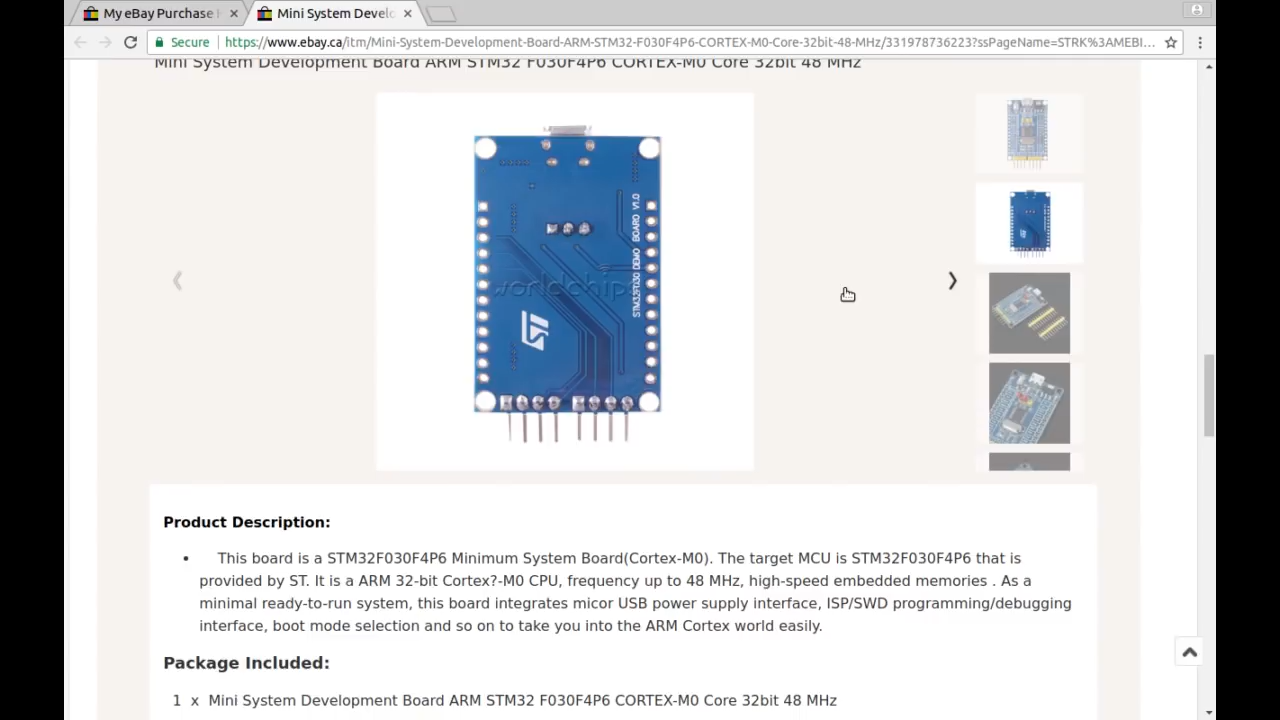 My eBay Purchase H
Mini System Develo
Secure
https://www.ebay.ca/itm/Mini-System-Development-Board-ARM-STM32-F030F4P6-CORTEX-M0-Core-32bit-48-MHz/331978736223?ssPageName=STRK%3AMEBI...
Mini System Development Board ARM STM32 F030F4P6 CORTEX-M0 Core 32bit 48 MHz
STM32F030 DEMO BOARD V1.0
worldchips
ST
Product Description:
• This board is a STM32F030F4P6 Minimum System Board(Cortex-M0). The target MCU is STM32F030F4P6 that is
provided by ST. It is a ARM 32-bit Cortex?-M0 CPU, frequency up to 48 MHz, high-speed embedded memories . As a
minimal ready-to-run system, this board integrates micor USB power supply interface, ISP/SWD programming/debugging
interface, boot mode selection and so on to take you into the ARM Cortex world easily.
Package Included:
1 x Mini System Development Board ARM STM32 F030F4P6 CORTEX-M0 Core 32bit 48 MHz